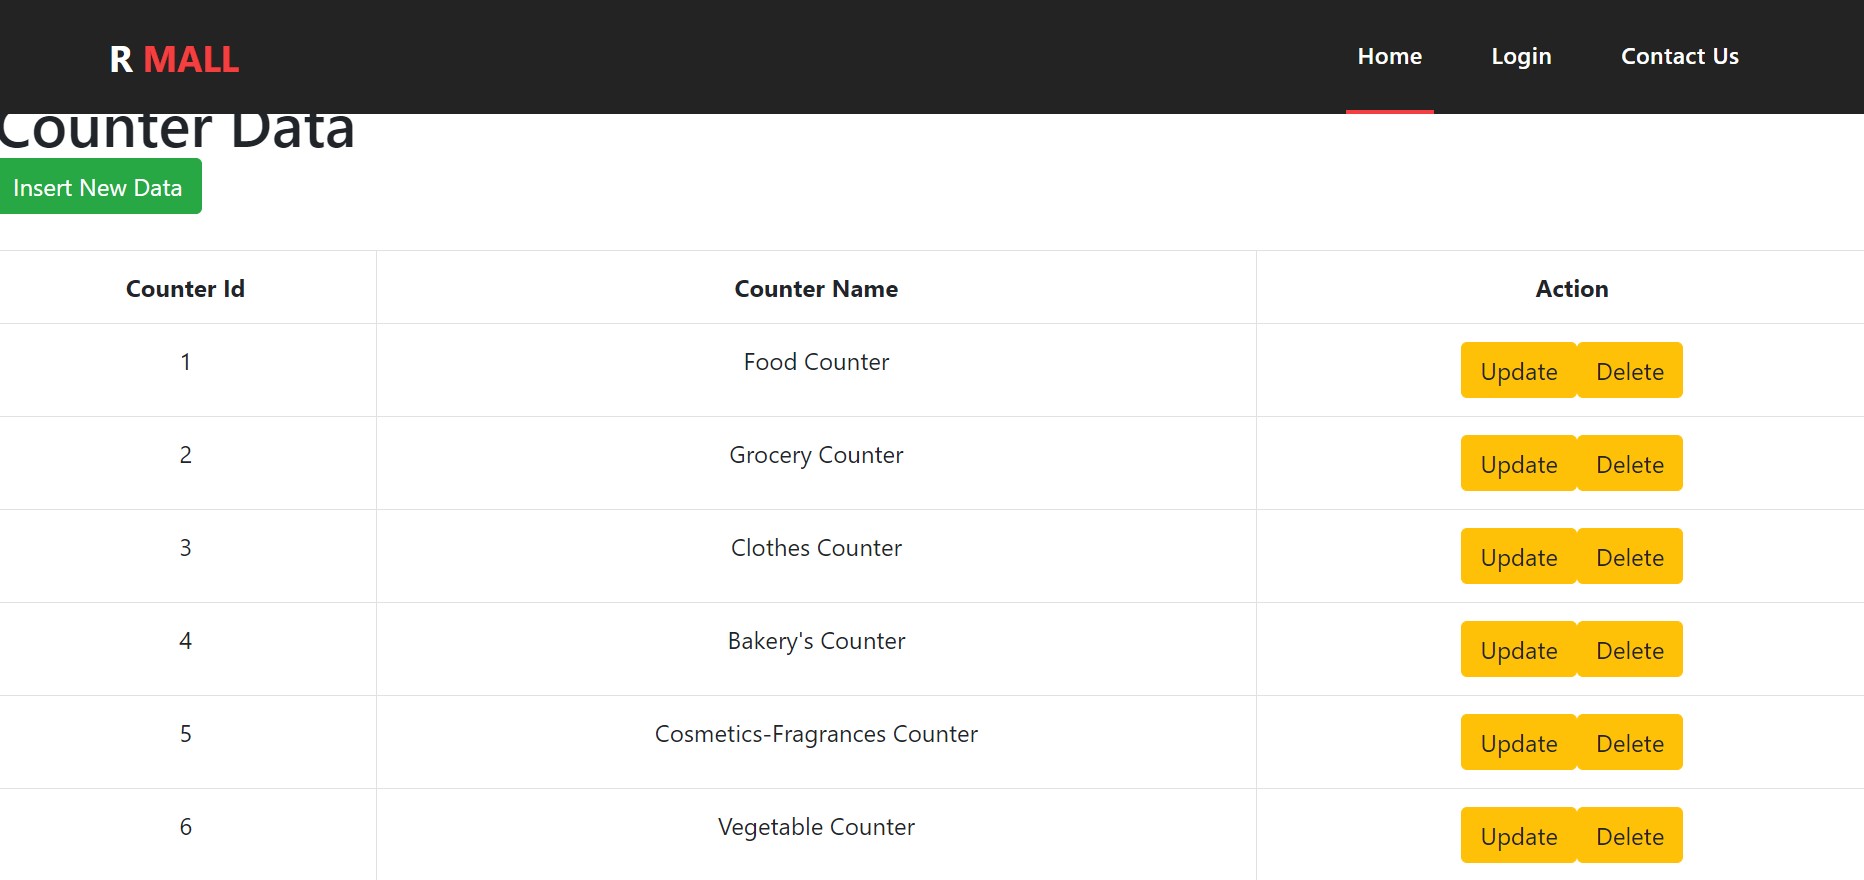 R MALL Home Login Contact Us
Counter Data
Insert New Data
Counter Id Counter Name Action
1 Food Counter Update Delete
2 Grocery Counter Update Delete
3 Clothes Counter Update Delete
4 Bakery's Counter Update Delete
5 Cosmetics-Fragrances Counter Update Delete
6 Vegetable Counter Update Delete